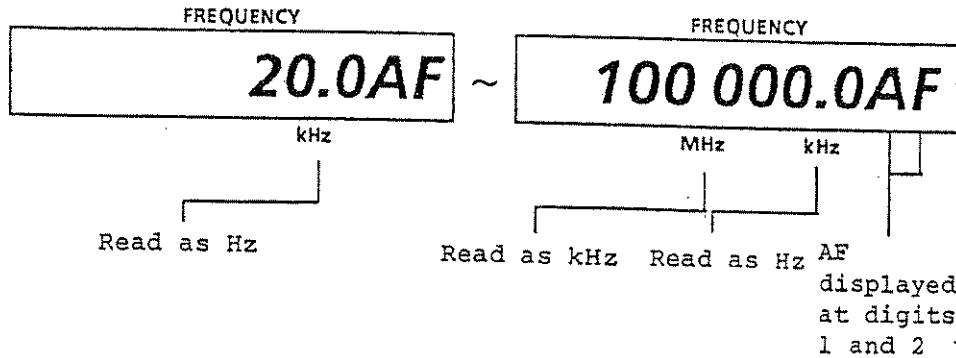 FREQUENCY FREQUENCY
20.0AF ~ 100 000.0AF
kHz MHz kHz
Read as Hz Read as kHz Read as Hz AF
displayed
at digits
1 and 2